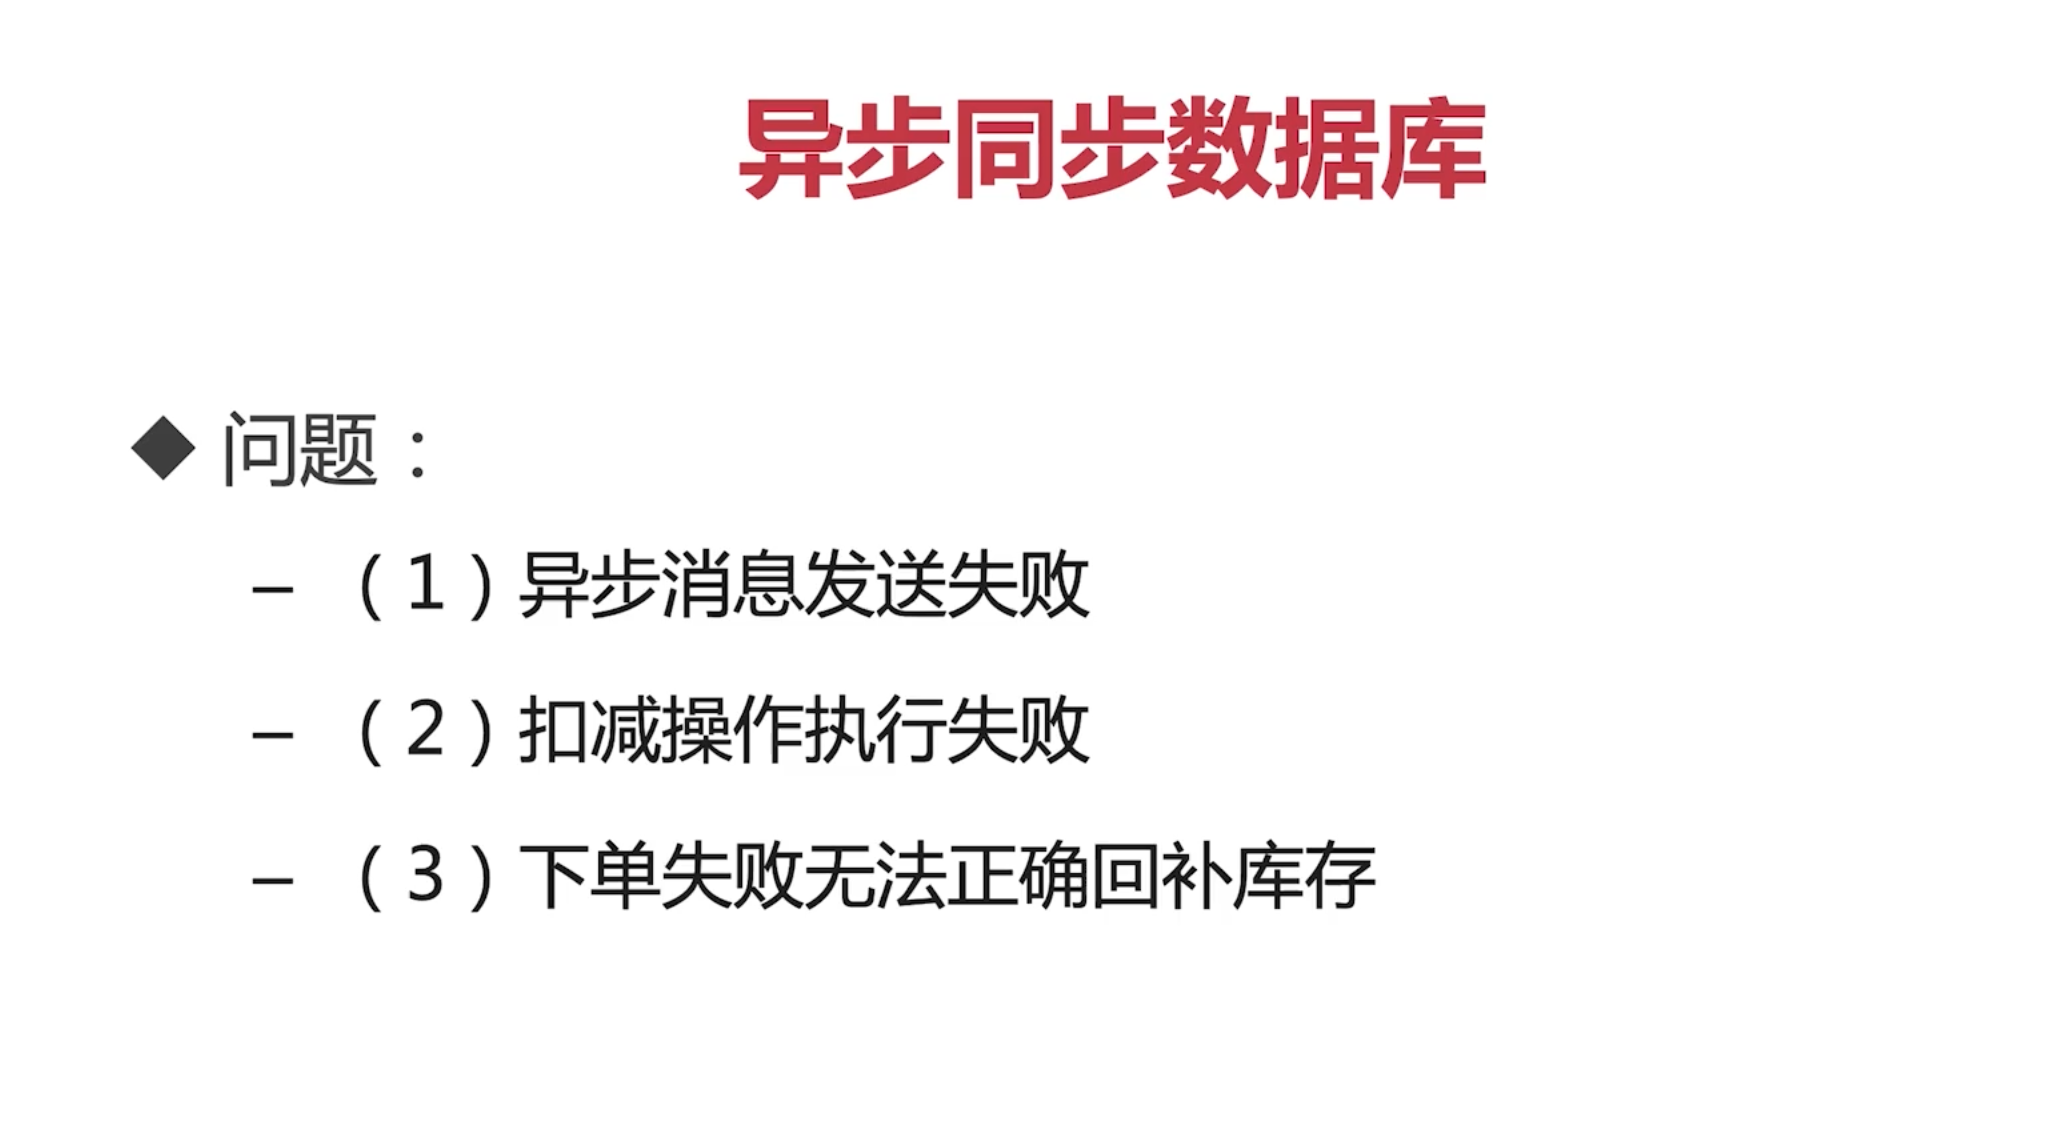 异步同步数据库
◆ 问题：
– （1）异步消息发送失败
– （2）扣减操作执行失败
– （3）下单失败无法正确回补库存